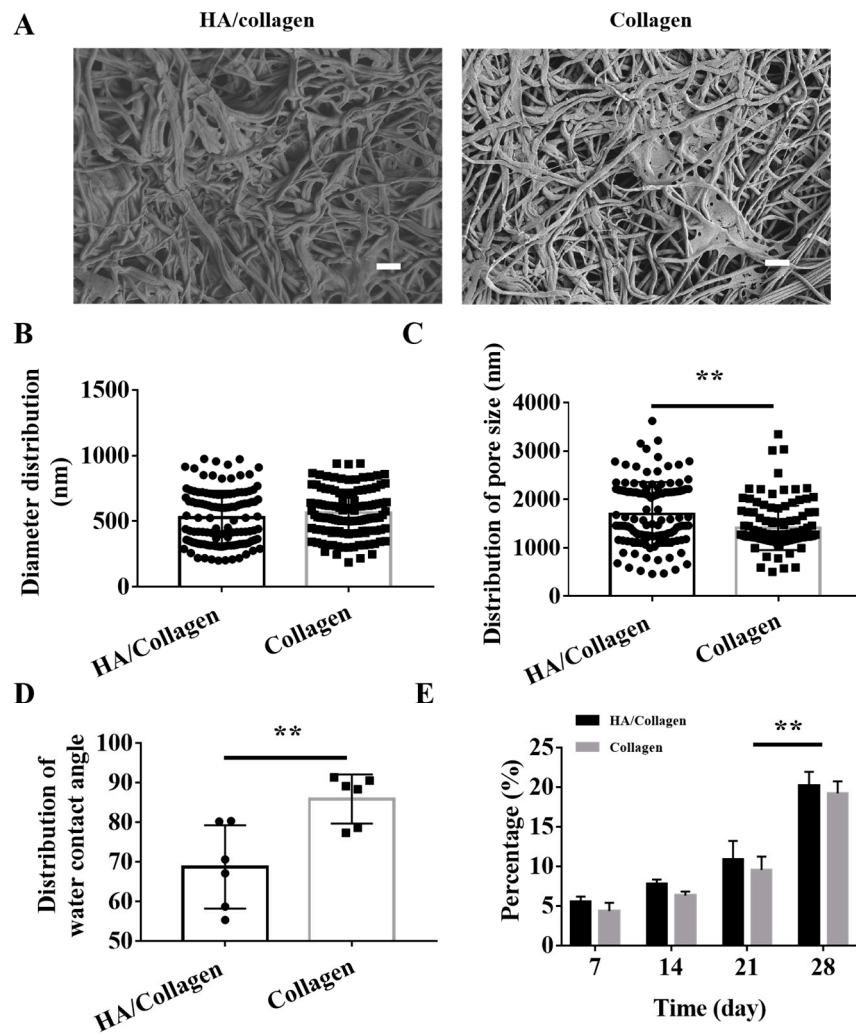 A
HA/collagen
Collagen
B
Diameter distribution
(nm)
1500
1000
500
0
HA/Collagen
Collagen
C
Distribution of pore size (nm)
**
4000
3000
2000
1000
0
HA/Collagen
Collagen
D
Distribution of
water contact angle
**
100
90
80
70
60
50
HA/Collagen
Collagen
E
HA/Collagen
Collagen
**
Percentage (%)
25
20
15
10
5
0
7
14
21
28
Time (day)